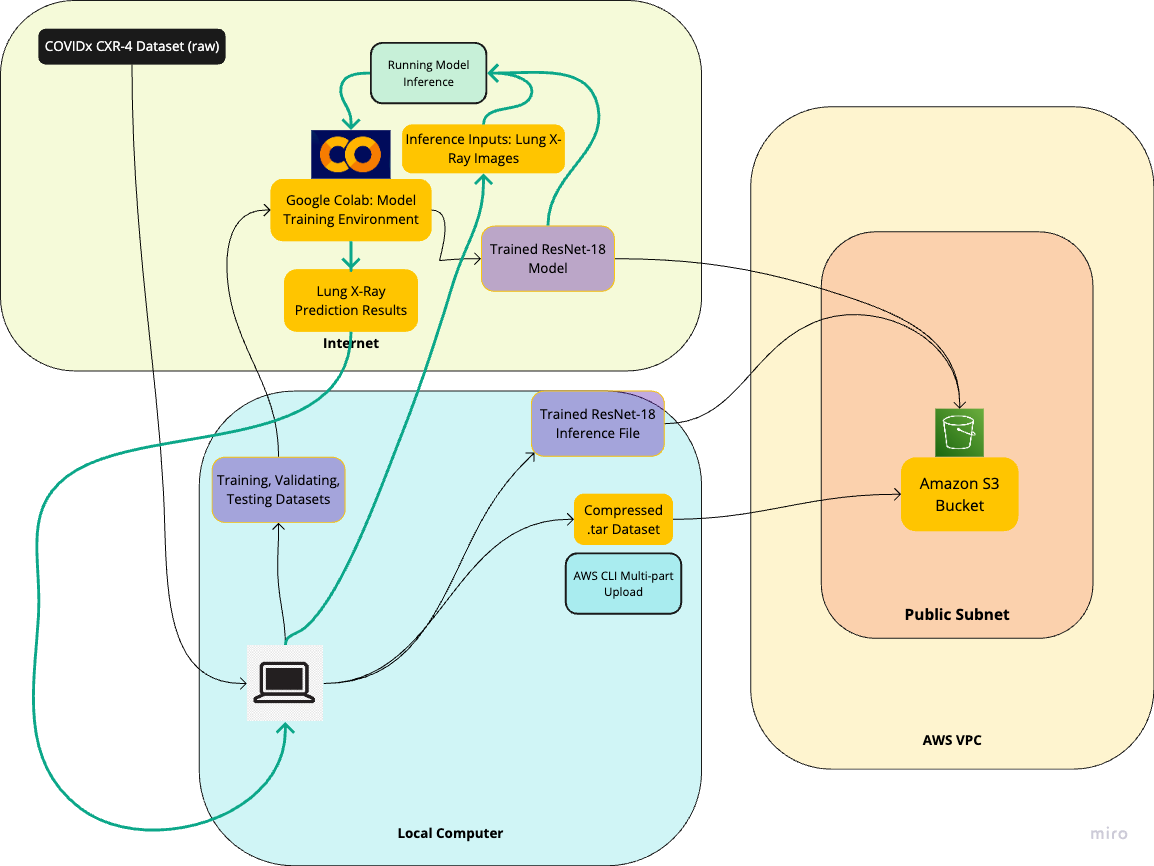 COVIDx CXR-4 Dataset (raw)
Running Model
Inference
Inference Inputs: Lung X-
Ray Images
Google Colab: Model
Training Environment
Trained ResNet-18
Model
Lung X-Ray
Prediction Results
Internet
Trained ResNet-18
Inference File
Training, Validating,
Testing Datasets
Compressed
.tar Dataset
AWS CLI Multi-part
Upload
Amazon S3
Bucket
Public Subnet
AWS VPC
Local Computer
miro